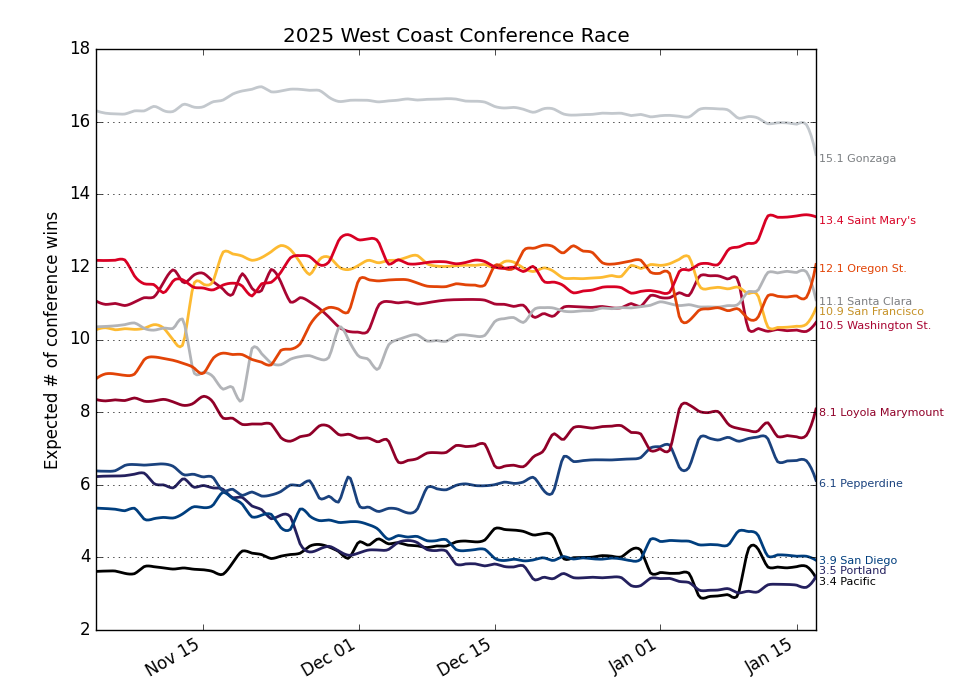 2025 West Coast Conference Race
Expected # of conference wins
18
16
14
12
10
8
6
4
2
15.1 Gonzaga
13.4 Saint Mary's
12.1 Oregon St.
11.1 Santa Clara
10.9 San Francisco
10.5 Washington St.
8.1 Loyola Marymount
6.1 Pepperdine
3.9 San Diego
3.5 Portland
3.4 Pacific
Nov 15
Dec 01
Dec 15
Jan 01
Jan 15